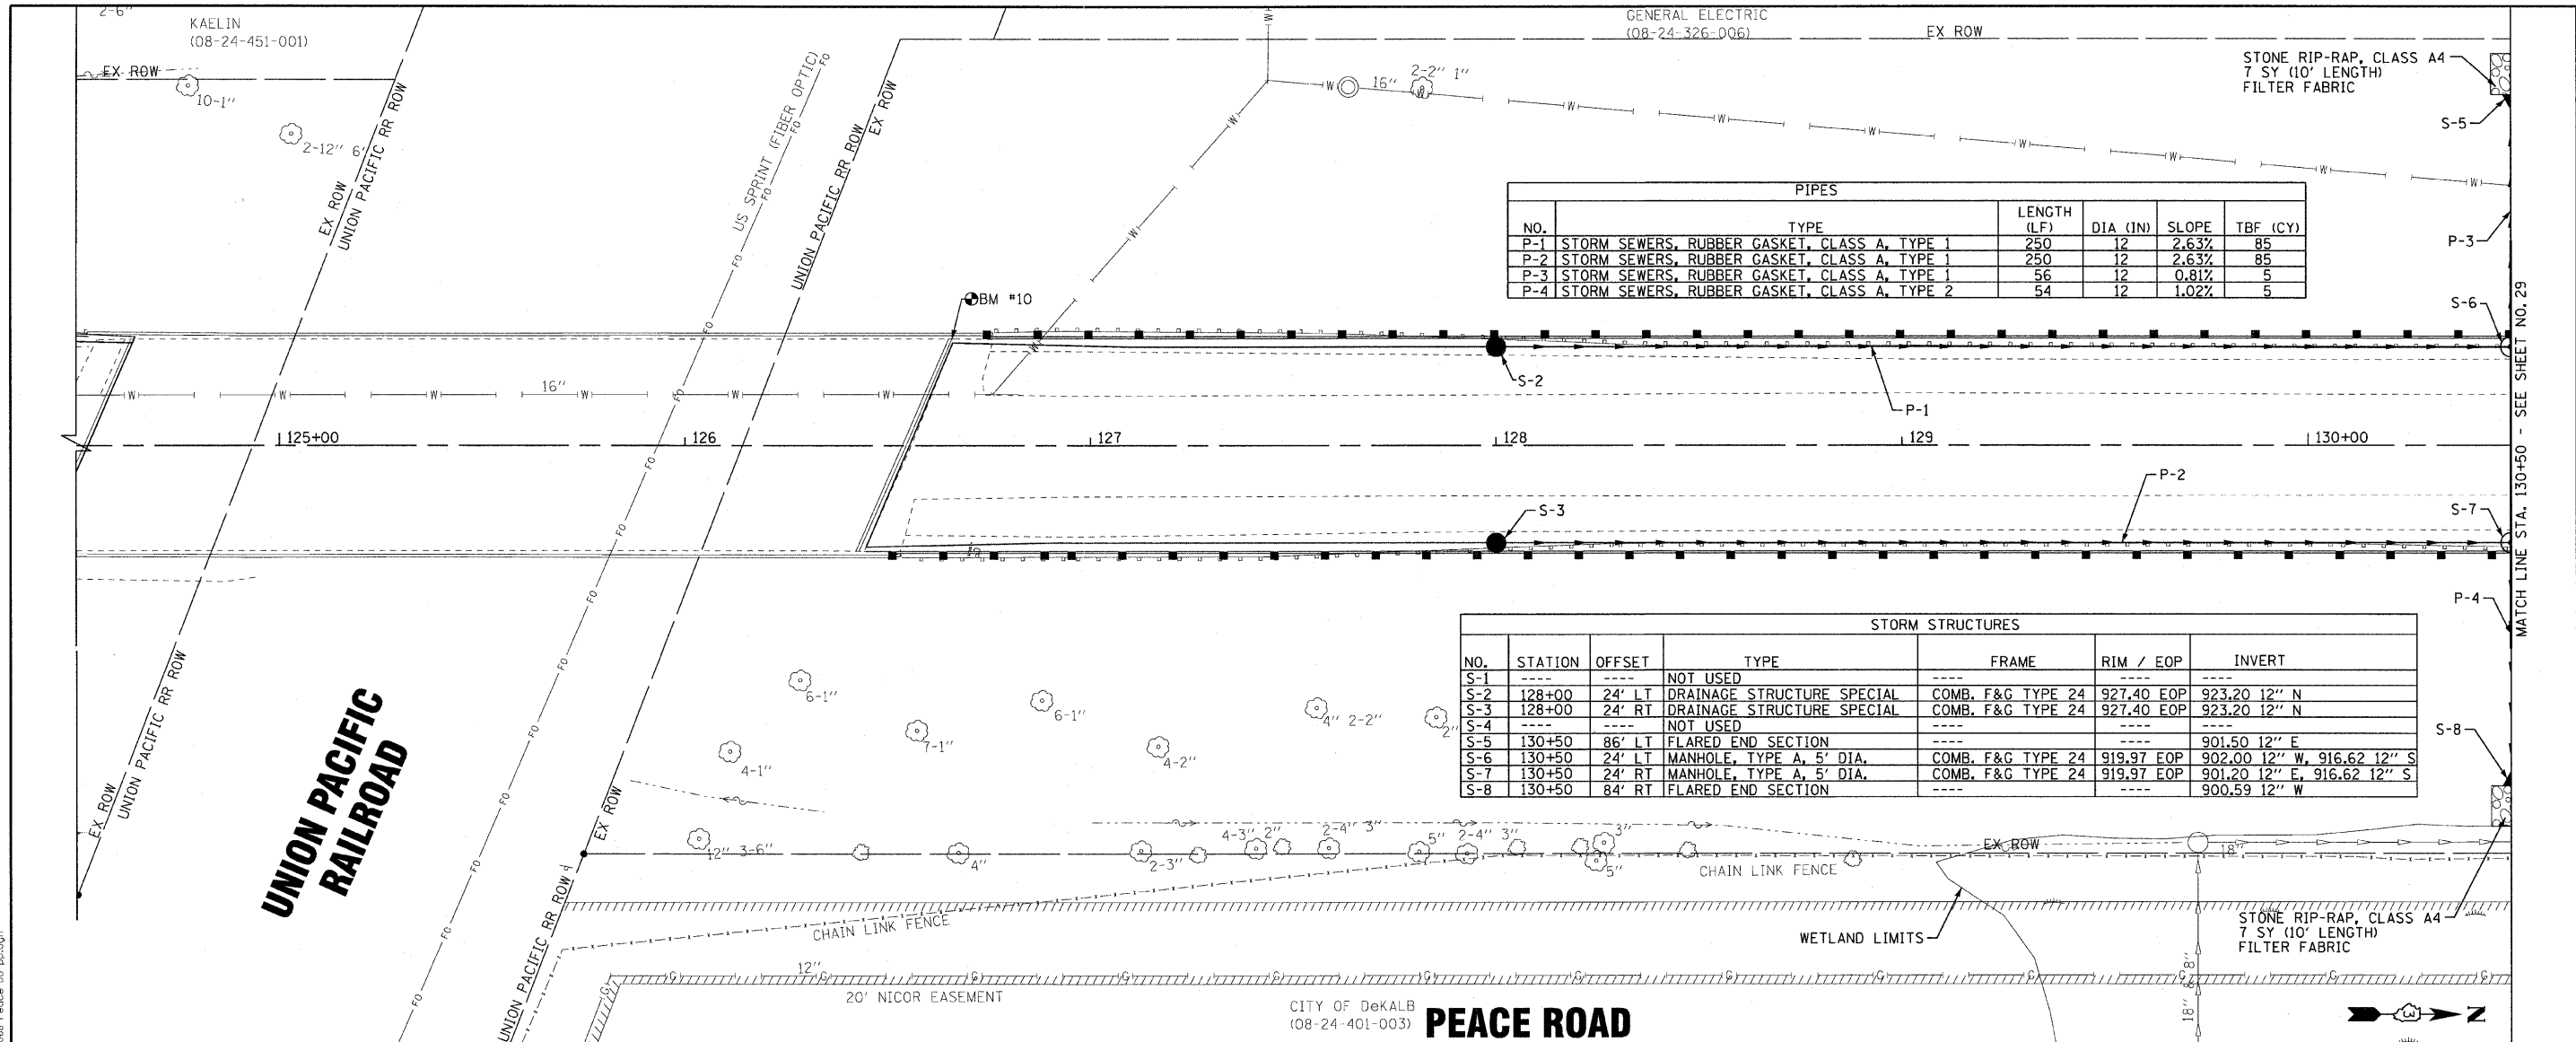 2-6"
KAELIN
(08-24-451-001)
EX ROW
10-1"
2-12" 6"
EX ROW
UNION PACIFIC RR ROW
US SPRINT (FIBER OPTIC)
FO
UNION PACIFIC RR ROW
EX ROW
GENERAL ELECTRIC
(08-24-326-006)
EX ROW
W
16"
2-2" 1"
STONE RIP-RAP, CLASS A4
7 SY (10' LENGTH)
FILTER FABRIC
S-5
P-3
S-6
PIPES
NO. TYPE LENGTH (LF) DIA (IN) SLOPE TBF (CY)
P-1 STORM SEWERS, RUBBER GASKET, CLASS A, TYPE 1 250 12 2.63% 85
P-2 STORM SEWERS, RUBBER GASKET, CLASS A, TYPE 1 250 12 2.63% 85
P-3 STORM SEWERS, RUBBER GASKET, CLASS A, TYPE 1 56 12 0.81% 5
P-4 STORM SEWERS, RUBBER GASKET, CLASS A, TYPE 2 54 12 1.02% 5
BM #10
S-2
P-1
16"
125+00 126 127 128 129 130+00
P-2
S-3
S-7
P-4
MATCH LINE STA. 130+50 - SEE SHEET NO. 29
STORM STRUCTURES
NO. STATION OFFSET TYPE FRAME RIM / EOP INVERT
S-1 ---- ---- NOT USED ---- ---- ----
S-2 128+00 24' LT DRAINAGE STRUCTURE SPECIAL COMB. F&G TYPE 24 927.40 EOP 923.20 12" N
S-3 128+00 24' RT DRAINAGE STRUCTURE SPECIAL COMB. F&G TYPE 24 927.40 EOP 923.20 12" N
S-4 ---- ---- NOT USED ---- ---- ----
S-5 130+50 86' LT FLARED END SECTION ---- ---- 901.50 12" E
S-6 130+50 24' LT MANHOLE, TYPE A, 5' DIA. COMB. F&G TYPE 24 919.97 EOP 902.00 12" W, 916.62 12" S
S-7 130+50 24' RT MANHOLE, TYPE A, 5' DIA. COMB. F&G TYPE 24 919.97 EOP 901.20 12" E, 916.62 12" S
S-8 130+50 84' RT FLARED END SECTION ---- ---- 900.59 12" W
S-8
EX ROW
UNION PACIFIC RR ROW
UNION PACIFIC
RAILROAD
6-1"
4-1"
7-1"
6-1"
4-2"
4" 2-2"
2"
EX ROW
12" 3-6"
4"
2-3"
4-3" 2"
2-4" 3"
5"
2-4" 3"
3"
5"
EX ROW
18"
CHAIN LINK FENCE
CHAIN LINK FENCE
UNION PACIFIC RR ROW
WETLAND LIMITS
STONE RIP-RAP, CLASS A4
7 SY (10' LENGTH)
FILTER FABRIC
12"
G
20' NICOR EASEMENT
CITY OF DeKALB
(08-24-401-003)
PEACE ROAD
18" & 8"
3
N